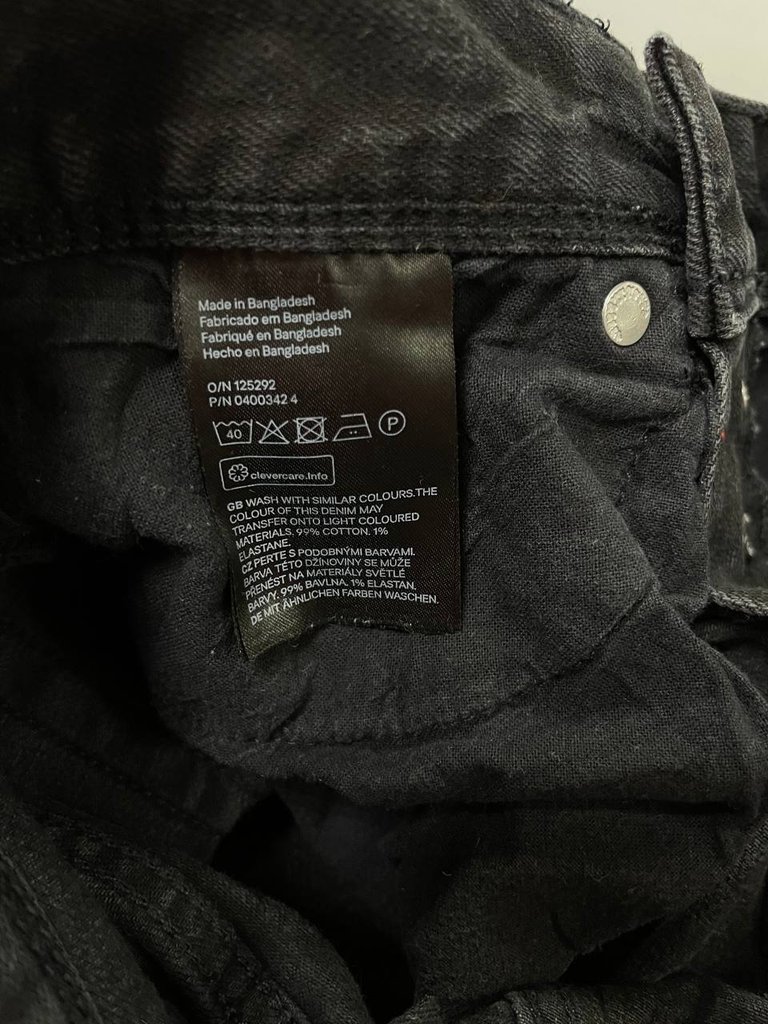 Made in Bangladesh
Fabricado em Bangladesh
Fabriqué en Bangladesh
Hecho en Bangladesh
O/N 125292
P/N 0400342 4
40 P
clevercare.info
GB WASH WITH SIMILAR COLOURS.THE
COLOUR OF THIS DENIM MAY
TRANSFER ONTO LIGHT COLOURED
MATERIALS. 99% COTTON. 1%
ELASTANE.
CZ PERTE S PODOBNÝMI BARVAMI.
BARVA TÉTO DŽÍNOVINY SE MŮŽE
PŘENÉST NA MATERIÁLY SVĚTLÉ
BARVY. 99% BAVLNA. 1% ELASTAN.
DE MIT ÄHNLICHEN FARBEN WASCHEN.